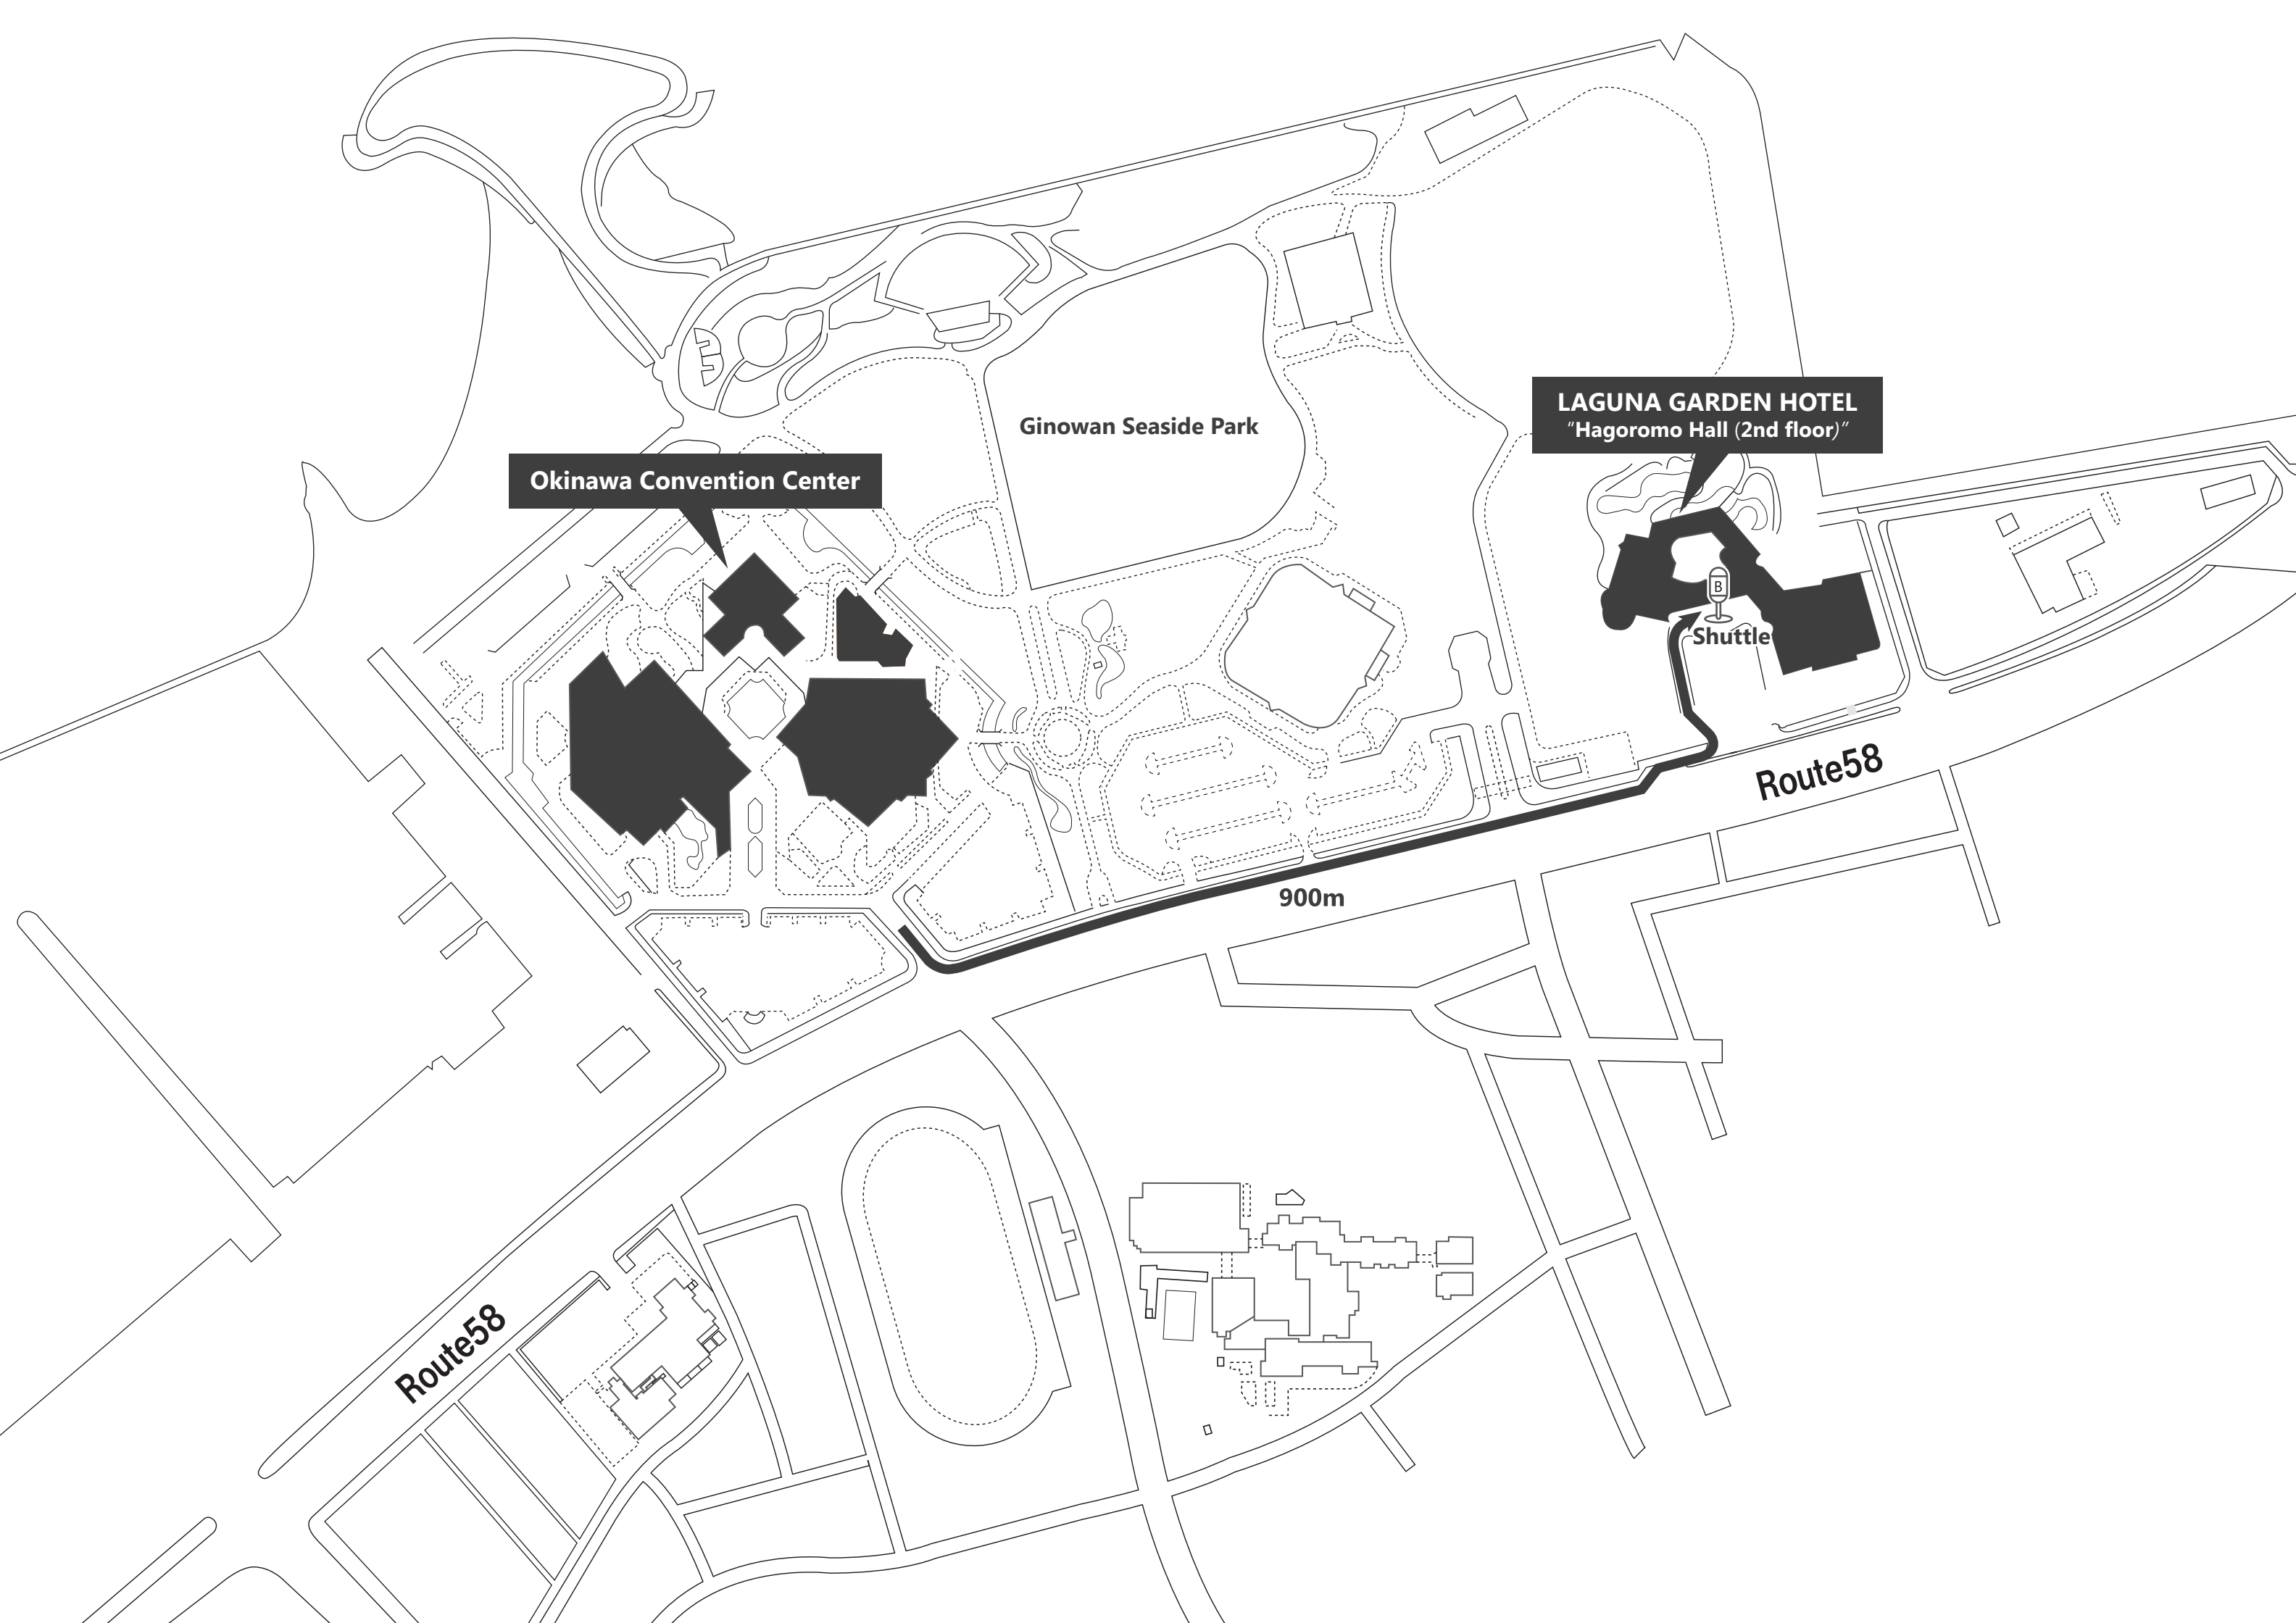 LAGUNA GARDEN HOTEL
“Hagoromo Hall (2nd floor)”
Ginowan Seaside Park
Okinawa Convention Center
B
Shuttle
Route58
900m
Route58